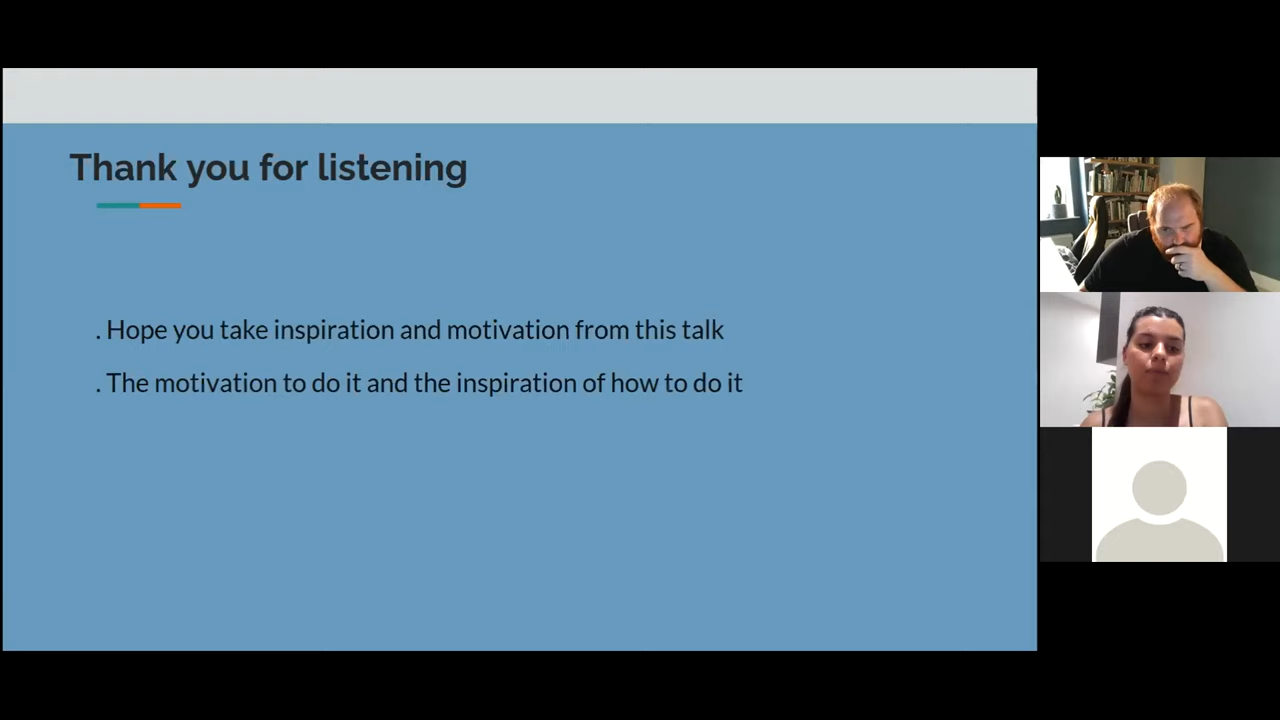 Thank you for listening
. Hope you take inspiration and motivation from this talk
. The motivation to do it and the inspiration of how to do it